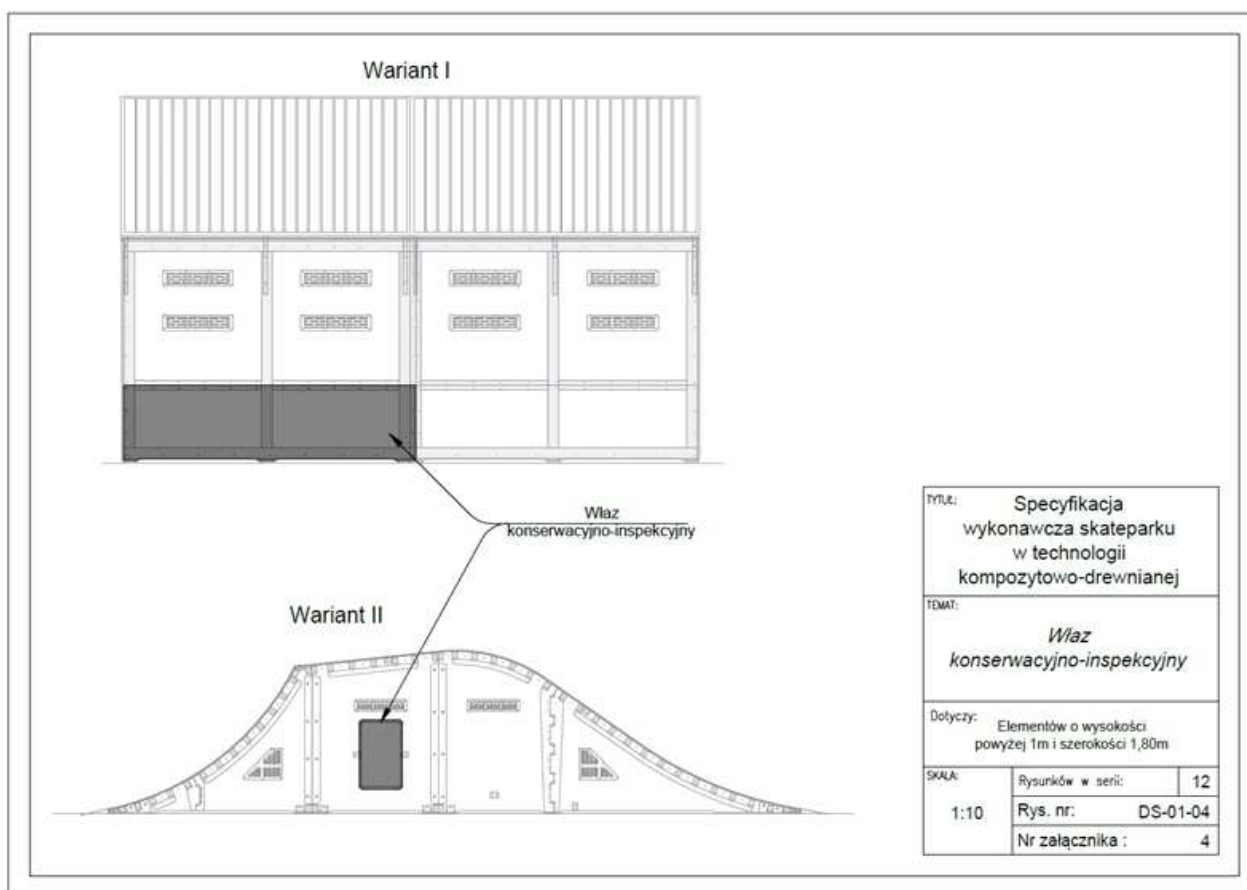 Wariant I
Właz
konserwacyjno-inspekcyjny
Wariant II
TYTUŁ:
Specyfikacja
wykonawcza skateparku
w technologii
kompozytowo-drewnianej
TEMAT:
Właz
konserwacyjno-inspekcyjny
Dotyczy:
Elementów o wysokości
powyżej 1m i szerokości 1,80m
SKALA:
1:10
Rysunków w serii: 12
Rys. nr: DS-01-04
Nr załącznika : 4